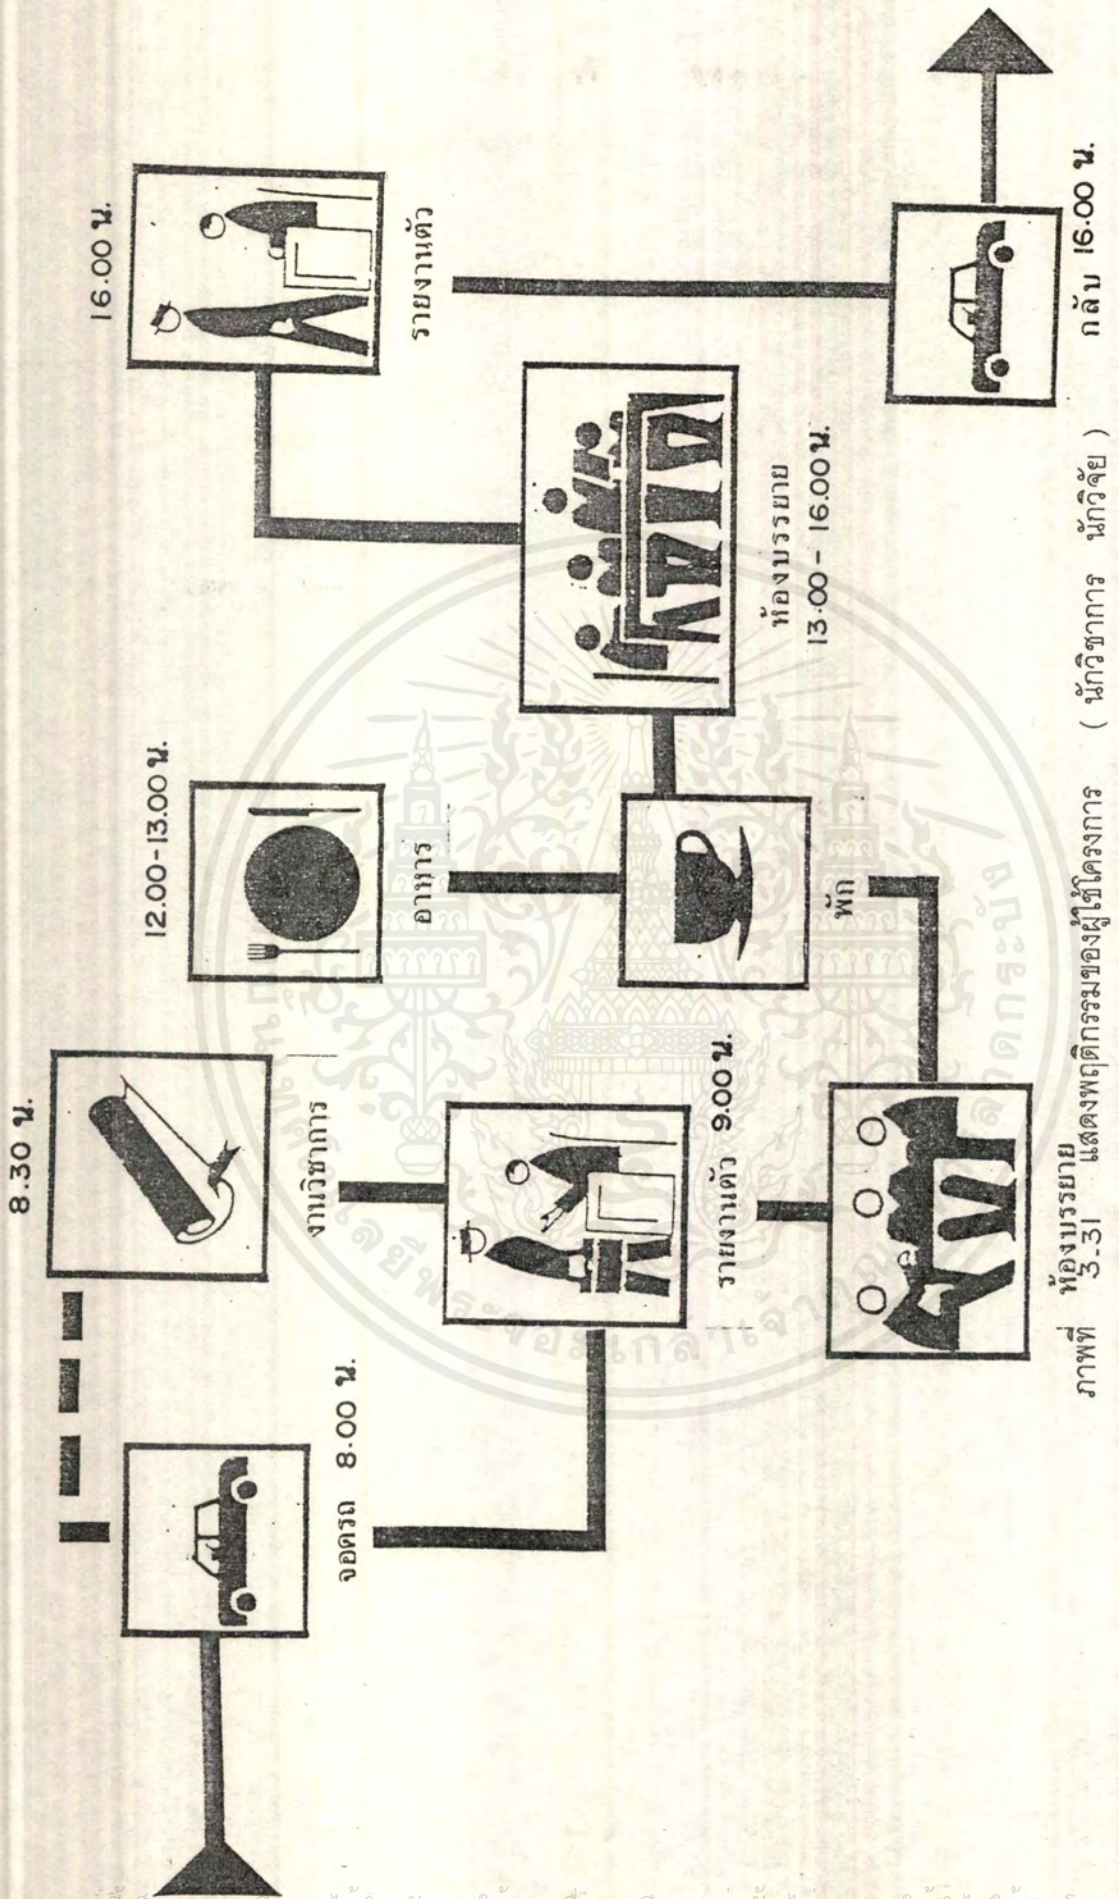 8.30 น.
จอดรถ 8.00 น.
งานวิชาการ
รายงานตัว 9.00 น.
ห้องบรรยาย
12.00-13.00 น.
อาหาร
พัก
ห้องบรรยาย
13.00 - 16.00 น.
16.00 น.
รายงานตัว
กลับ 16.00 น.
ภาพที่ 3-31 แสดงพฤติกรรมของผู้ใช้โครงการ ( นักวิชาการ นักวิจัย )